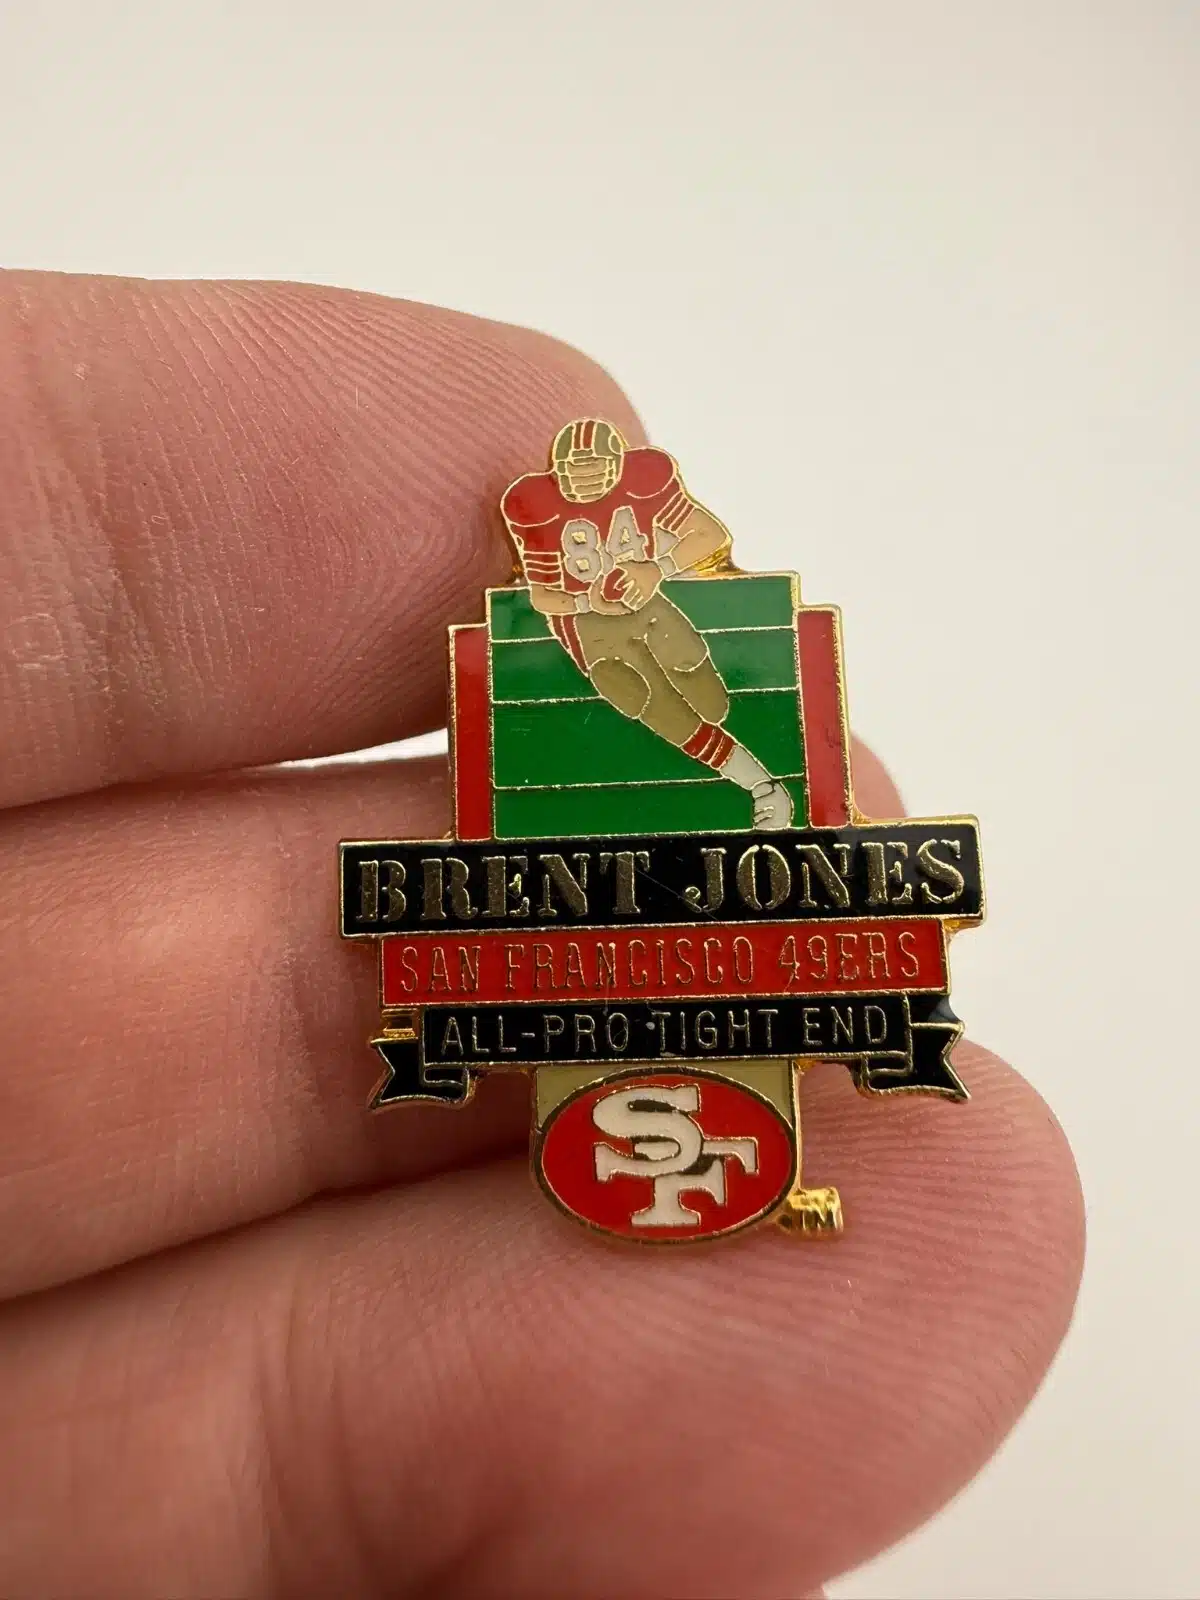 84
BRENT JONES
SAN FRANCISCO 49ERS
ALL-PRO TIGHT END
SF
TM